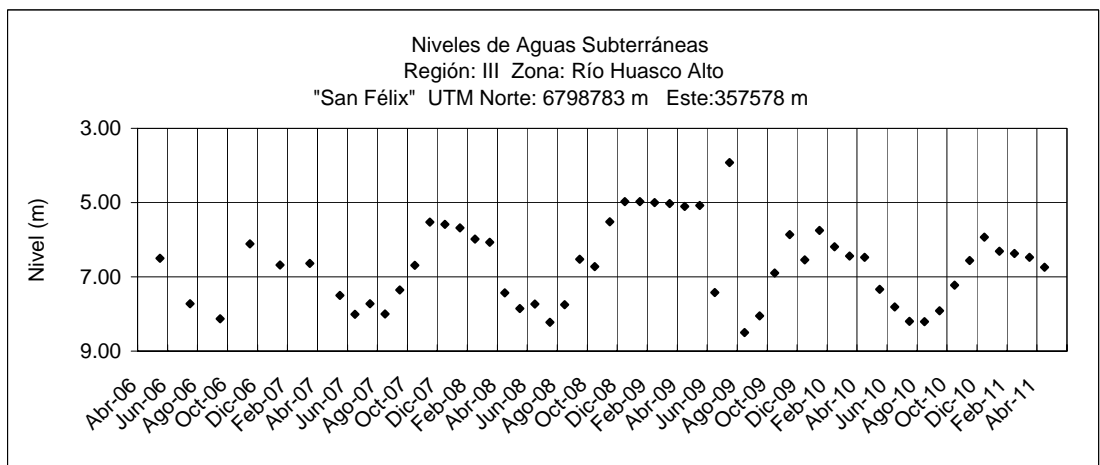 Niveles de Aguas Subterráneas
Región: III  Zona: Río Huasco Alto
"San Félix"  UTM Norte: 6798783 m   Este:357578 m
Nivel (m)
3.00
5.00
7.00
9.00
Abr-06
Jun-06
Ago-06
Oct-06
Dic-06
Feb-07
Abr-07
Jun-07
Ago-07
Oct-07
Dic-07
Feb-08
Abr-08
Jun-08
Ago-08
Oct-08
Dic-08
Feb-09
Abr-09
Jun-09
Ago-09
Oct-09
Dic-09
Feb-10
Abr-10
Jun-10
Ago-10
Oct-10
Dic-10
Feb-11
Abr-11